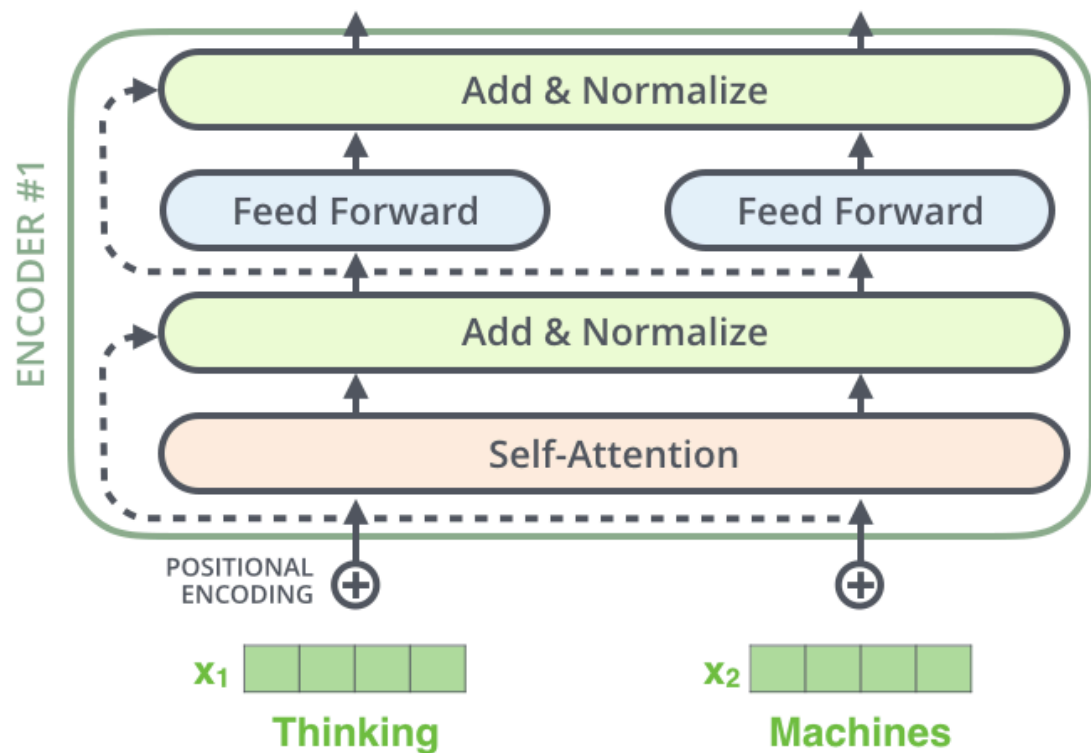 ENCODER #1
Add & Normalize
Feed Forward
Feed Forward
Add & Normalize
Self-Attention
POSITIONAL
ENCODING
x₁
x₂
Thinking
Machines